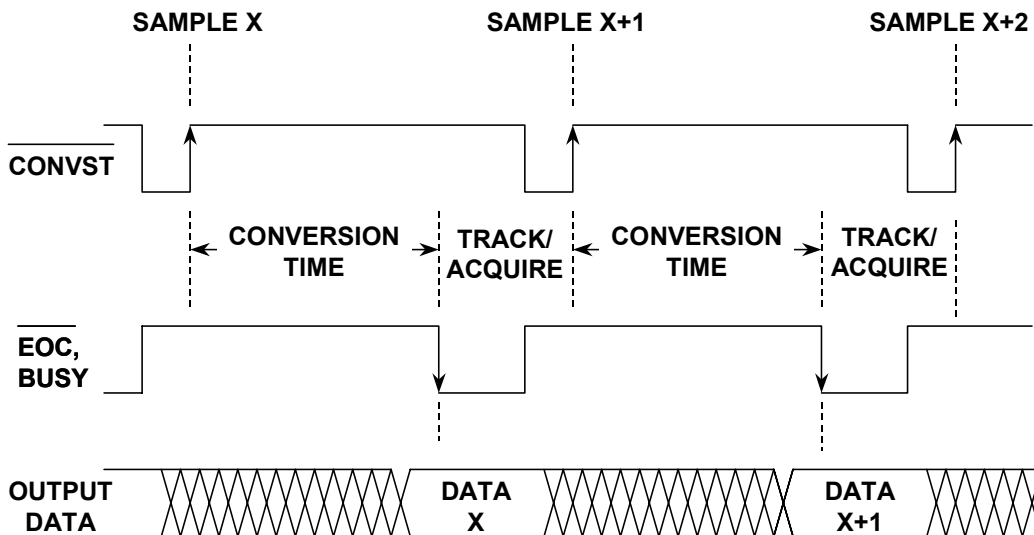 SAMPLE X
SAMPLE X+1
SAMPLE X+2
CONVST
CONVERSION
TIME
TRACK/
ACQUIRE
CONVERSION
TIME
TRACK/
ACQUIRE
EOC,
BUSY
OUTPUT
DATA
DATA
X
DATA
X+1